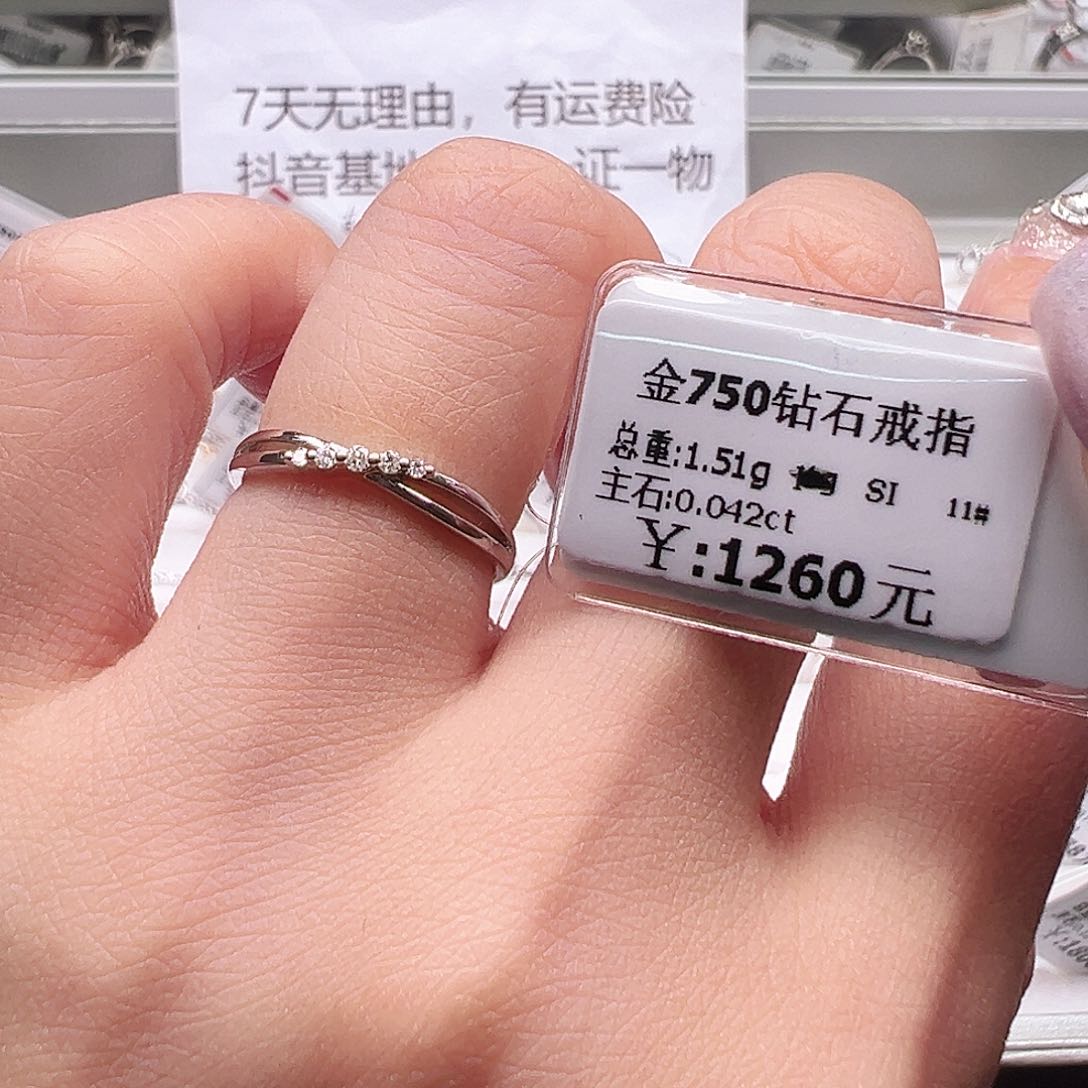 7天无理由，有运费险
抖音基地 证一物
金750钻石戒指
总重:1.51g SI 11#
主石:0.042ct
¥:1260元